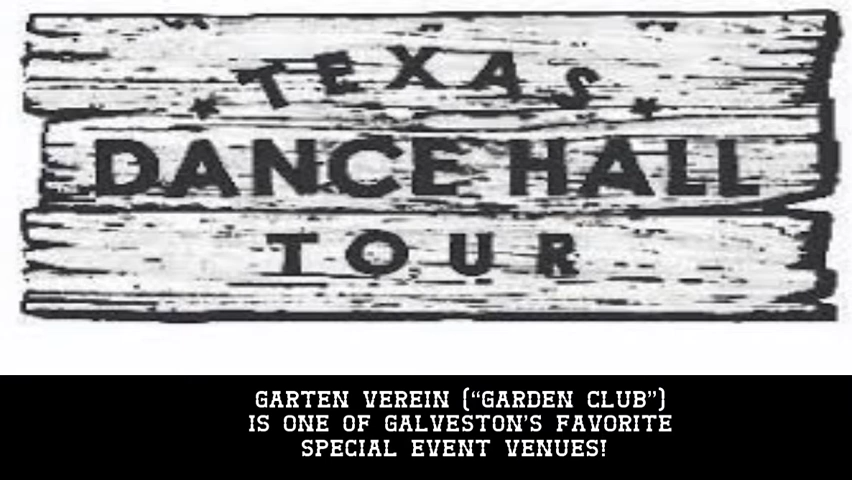 TEXAS
DANCE HALL
TOUR
GARTEN VEREIN (“GARDEN CLUB”)
IS ONE OF GALVESTON’S FAVORITE
SPECIAL EVENT VENUES!